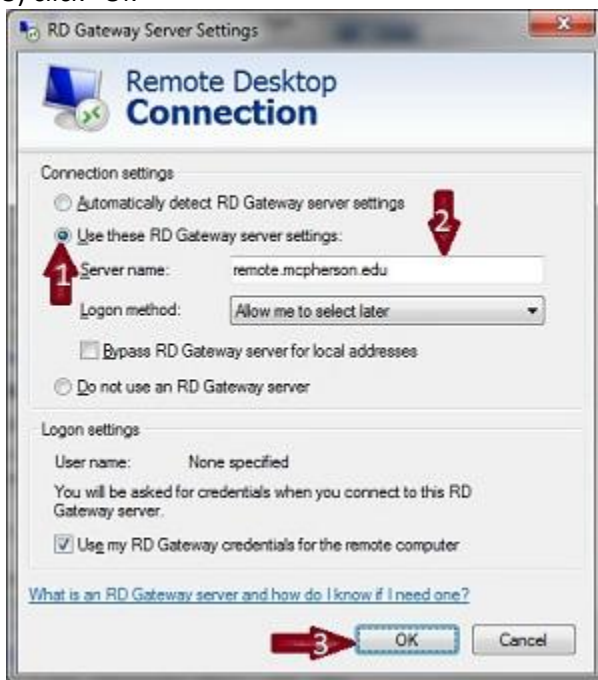 3) click "Ok"
RD Gateway Server Settings
Remote Desktop
Connection
Connection settings
Automatically detect RD Gateway server settings
2
Use these RD Gateway server settings:
1
Server name: remote.mcpherson.edu
Logon method: Allow me to select later
Bypass RD Gateway server for local addresses
Do not use an RD Gateway server
Logon settings
User name: None specified
You will be asked for credentials when you connect to this RD
Gateway server.
Use my RD Gateway credentials for the remote computer
What is an RD Gateway server and how do I know if I need one?
3
OK Cancel